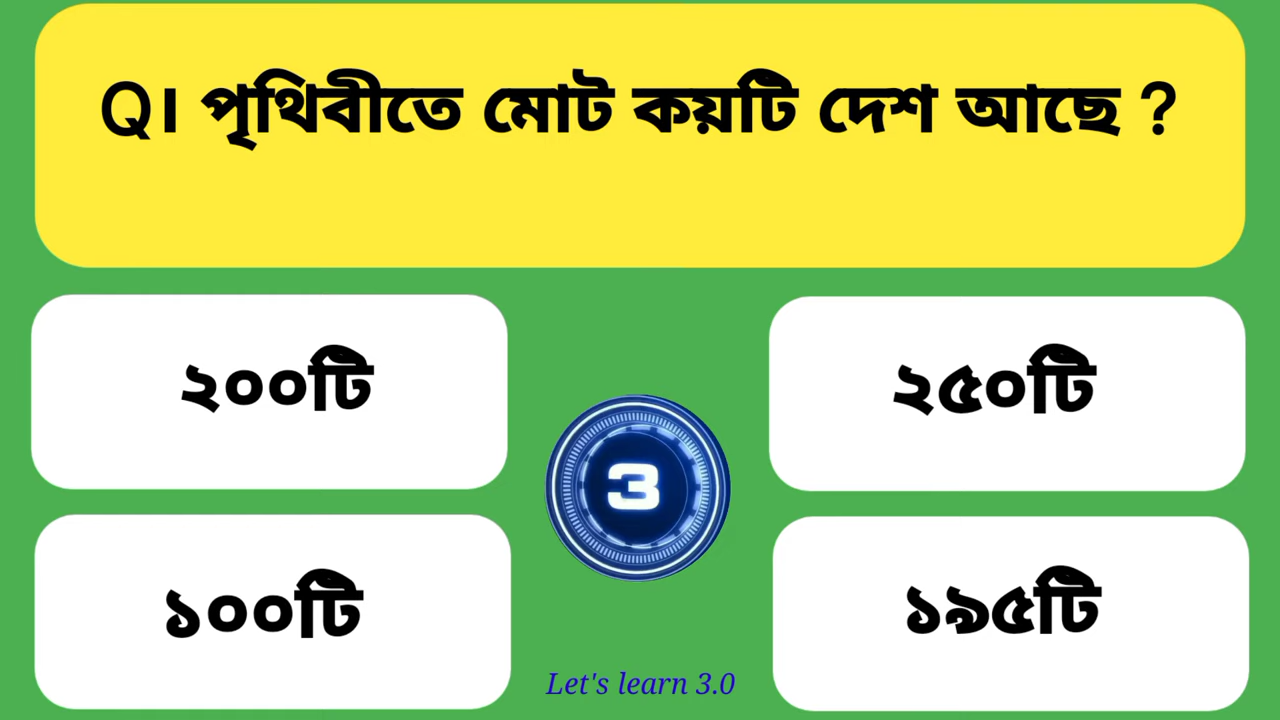 Q। পৃথিবীতে মোট কয়টি দেশ আছে ?
২০০টি
২৫০টি
3
১০০টি
১৯৫টি
Let's learn 3.0